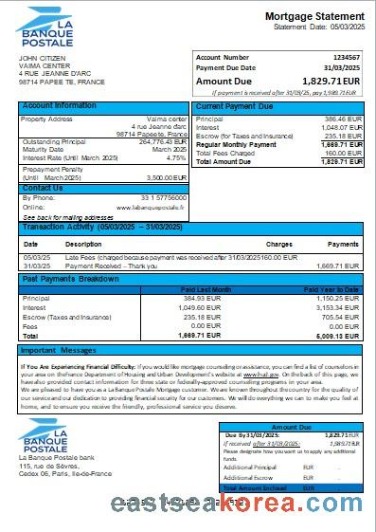 LA
BANQUE
POSTALE
Mortgage Statement
Statement Date: 05/03/2025
JOHN CITIZEN
VAIMA CENTER
4 RUE JEANNE D'ARC
98714 PAPEETE, FRANCE
Account Number 1234567
Payment Due Date 31/03/2025
Amount Due 1,829.71 EUR
If payment is received after 31/03/2025, pay 1,989.71 EUR
Account Information
Property Address Vaima center
4 rue Jeanne d'arc
98714 Papeete, France
Outstanding Principal 264,776.43 EUR
Maturity Date March 2025
Interest Rate (Until March 2025) 4.75%
Prepayment Penalty
(Until March 2025) 3,500.00 EUR
Current Payment Due
Principal 386.46 EUR
Interest 1,048.07 EUR
Escrow (for Taxes and Insurance) 235.18 EUR
Regular Monthly Payment 1,669.71 EUR
Total Fees Charged 160.00 EUR
Total Amount Due 1,829.71 EUR
Contact Us
By Phone. 33 1 57756000
Online: www.labanquepostale.fr
See back for mailing addresses
Transaction Activity (05/03/2025 – 31/03/2025)
Date Description Charges Payments
05/03/25 Late Fees (charged because payment was received after 31/03/2025 160.00 EUR
31/03/25 Payment Received - Thank you 1,669.71 EUR
Past Payments Breakdown
Paid Last Month Paid Year to Date
Principal 384.93 EUR 1,150.25 EUR
Interest 1,049.60 EUR 3,153.34 EUR
Escrow (Taxes and Insurance) 235.18 EUR 705.54 EUR
Fees 0.00 EUR 0.00 EUR
Total 1,669.71 EUR 5,009.13 EUR
Important Messages
If You Are Experiencing Financial Difficulty: if you would like mortgage counseling or assistance, you can find a list of counselors in
your area on the France Department of Housing and Urban Development's website at www.hud.gov. On the back of this page, we
have also provided contact information for three state or federally-approved counseling programs in your area.
We are pleased to have you as a La Banque Postale Mortgage customer. We are known throughout the country for the quality of
our service and our dedication to providing financial security for our customers. We will do everything we can to make you feel at
home, and to ensure you receive the friendly, professional service you deserve.
LA
BANQUE
POSTALE
La Banque Postale bank
115, rue de Sèvres,
Cedex 06, Paris, Ile-de-France
Amount Due
Due By 31/03/2025: 1,829.71 EUR
If received after 31/03/2025: 1,989.71 EUR
Please designate how you want us to apply any additional
funds.
Additional Principal EUR
Additional Escrow EUR
Total Amount Enclosed EUR
eastseakorea.com